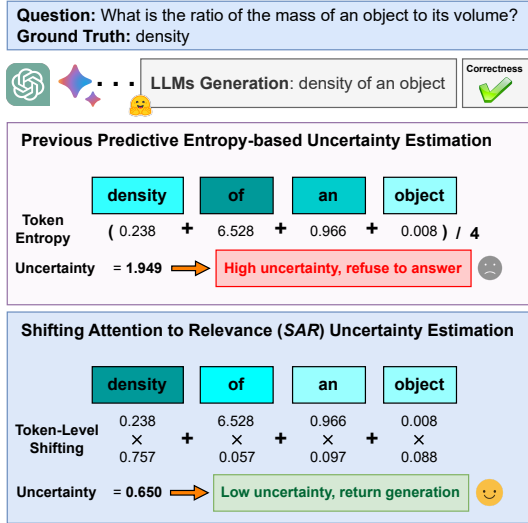 Question: What is the ratio of the mass of an object to its volume?
Ground Truth: density
LLMs Generation: density of an object
Correctness
Previous Predictive Entropy-based Uncertainty Estimation
density of an object
Token Entropy ( 0.238 + 6.528 + 0.966 + 0.008 ) / 4
Uncertainty = 1.949 High uncertainty, refuse to answer
Shifting Attention to Relevance (SAR) Uncertainty Estimation
density of an object
0.238 6.528 0.966 0.008
Token-Level Shifting × + × + × + ×
0.757 0.057 0.097 0.088
Uncertainty = 0.650 Low uncertainty, return generation